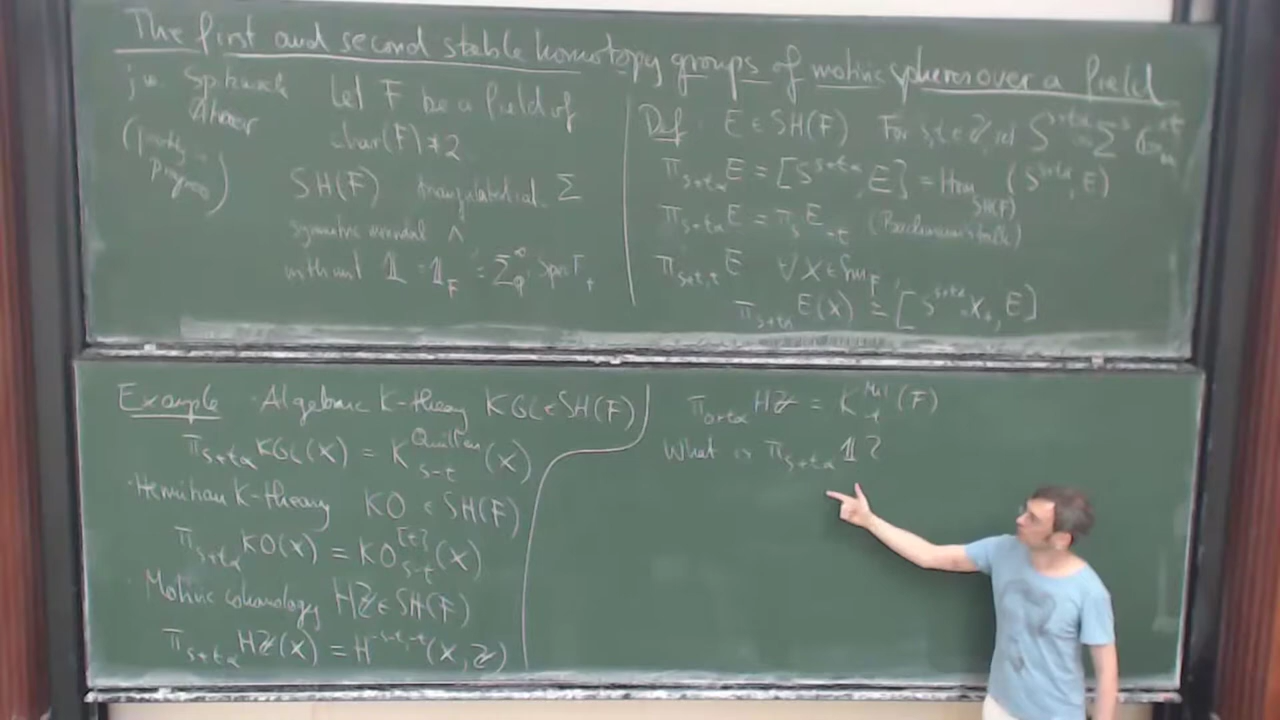 The first and second stable homotopy groups of motivic spheres over a field
j.w.
Let F be a field of
char(F) ≠ 2
SH(F) triangulated Σ
symmetric monoidal ∧
with unit 𝟙 = 𝟙_F = Σ^∞ Spec F_+
Def: E ∈ SH(F) For s,t ∈ ℤ, let S^{s+tα} = Σ^s G_m^{∧t}
π_{s+tα} E = [S^{s+tα}, E] = Hom_{SH(F)} (S^{s+tα}, E)
π_{s+tα} E = π_s E_{-t} (Bachmann's talk)
π_{s+t,t} E ∀ X ∈ Sm_F,
π_{s+tα} E(X) = [S^{s+tα} X_+, E]
Example · Algebraic K-theory KGL ∈ SH(F)
π_{s+tα} KGL(X) = K^{Quillen}_{s-t}(X)
· Hermitian K-theory KO ∈ SH(F)
π_{s+tα} KO(X) = KO^{[t]}_{s-t}(X)
· Motivic cohomology Hℤ ∈ SH(F)
π_{s+tα} Hℤ(X) = H^{-s-t,-t}(X, ℤ)
π_{0+tα} Hℤ = K^{Mil}_{-t}(F)
What is π_{s+tα} 𝟙?